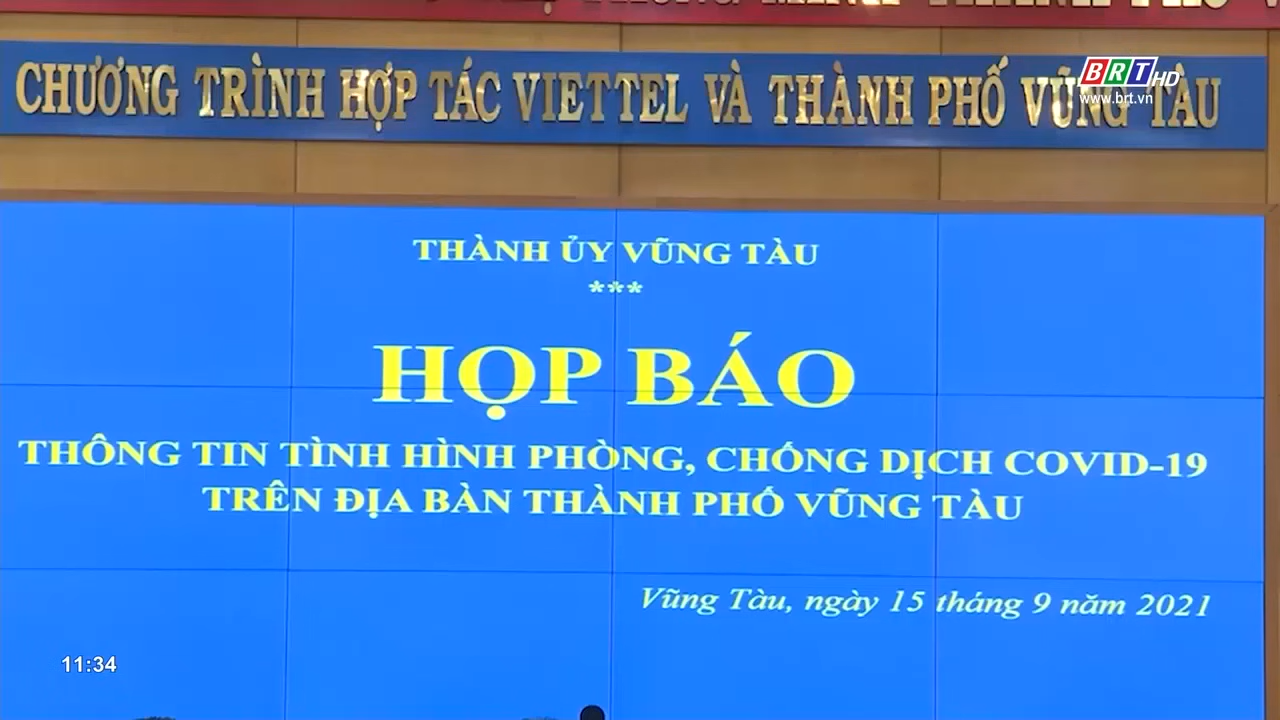 CHƯƠNG TRÌNH HỢP TÁC VIETTEL VÀ THÀNH PHỐ VŨNG TÀU
BRT HD
www.brt.vn
THÀNH ỦY VŨNG TÀU
***
HỌP BÁO
THÔNG TIN TÌNH HÌNH PHÒNG, CHỐNG DỊCH COVID-19
TRÊN ĐỊA BÀN THÀNH PHỐ VŨNG TÀU
Vũng Tàu, ngày 15 tháng 9 năm 2021
11:34